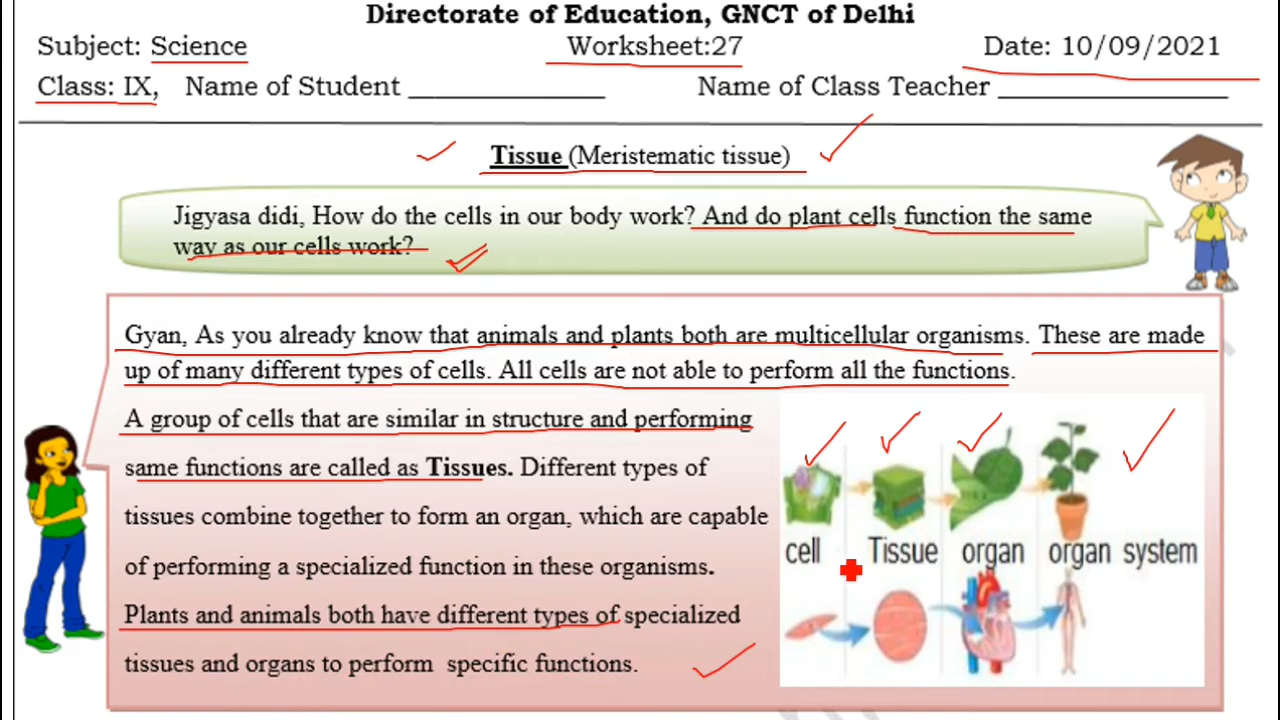 Directorate of Education, GNCT of Delhi
Subject: Science Worksheet:27 Date: 10/09/2021
Class: IX, Name of Student ______________ Name of Class Teacher ________________
Tissue (Meristematic tissue)
Jigyasa didi, How do the cells in our body work? And do plant cells function the same
way as our cells work?
Gyan, As you already know that animals and plants both are multicellular organisms. These are made
up of many different types of cells. All cells are not able to perform all the functions.
A group of cells that are similar in structure and performing
same functions are called as Tissues. Different types of
tissues combine together to form an organ, which are capable
of performing a specialized function in these organisms.
Plants and animals both have different types of specialized
tissues and organs to perform specific functions.
cell Tissue organ organ system